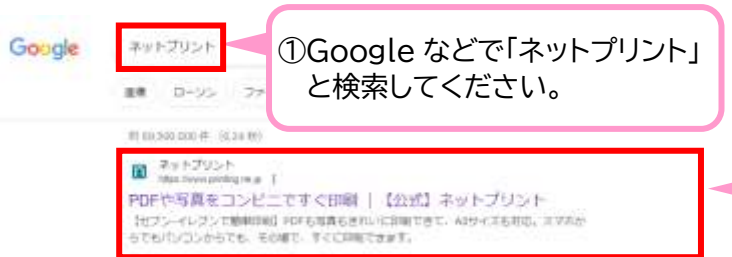 Google
ネットプリント
①Google などで「ネットプリント」
と検索してください。
画像 ローソン ファ
ネットプリント
PDFや写真をコンビニですぐ印刷 | 【公式】ネットプリント
【セブン‐イレブンで簡単印刷】PDFも写真もきれいに印刷できて、A3サイズも対応。スマホか
らでもパソコンからでも、その場で、すぐに印刷できます。